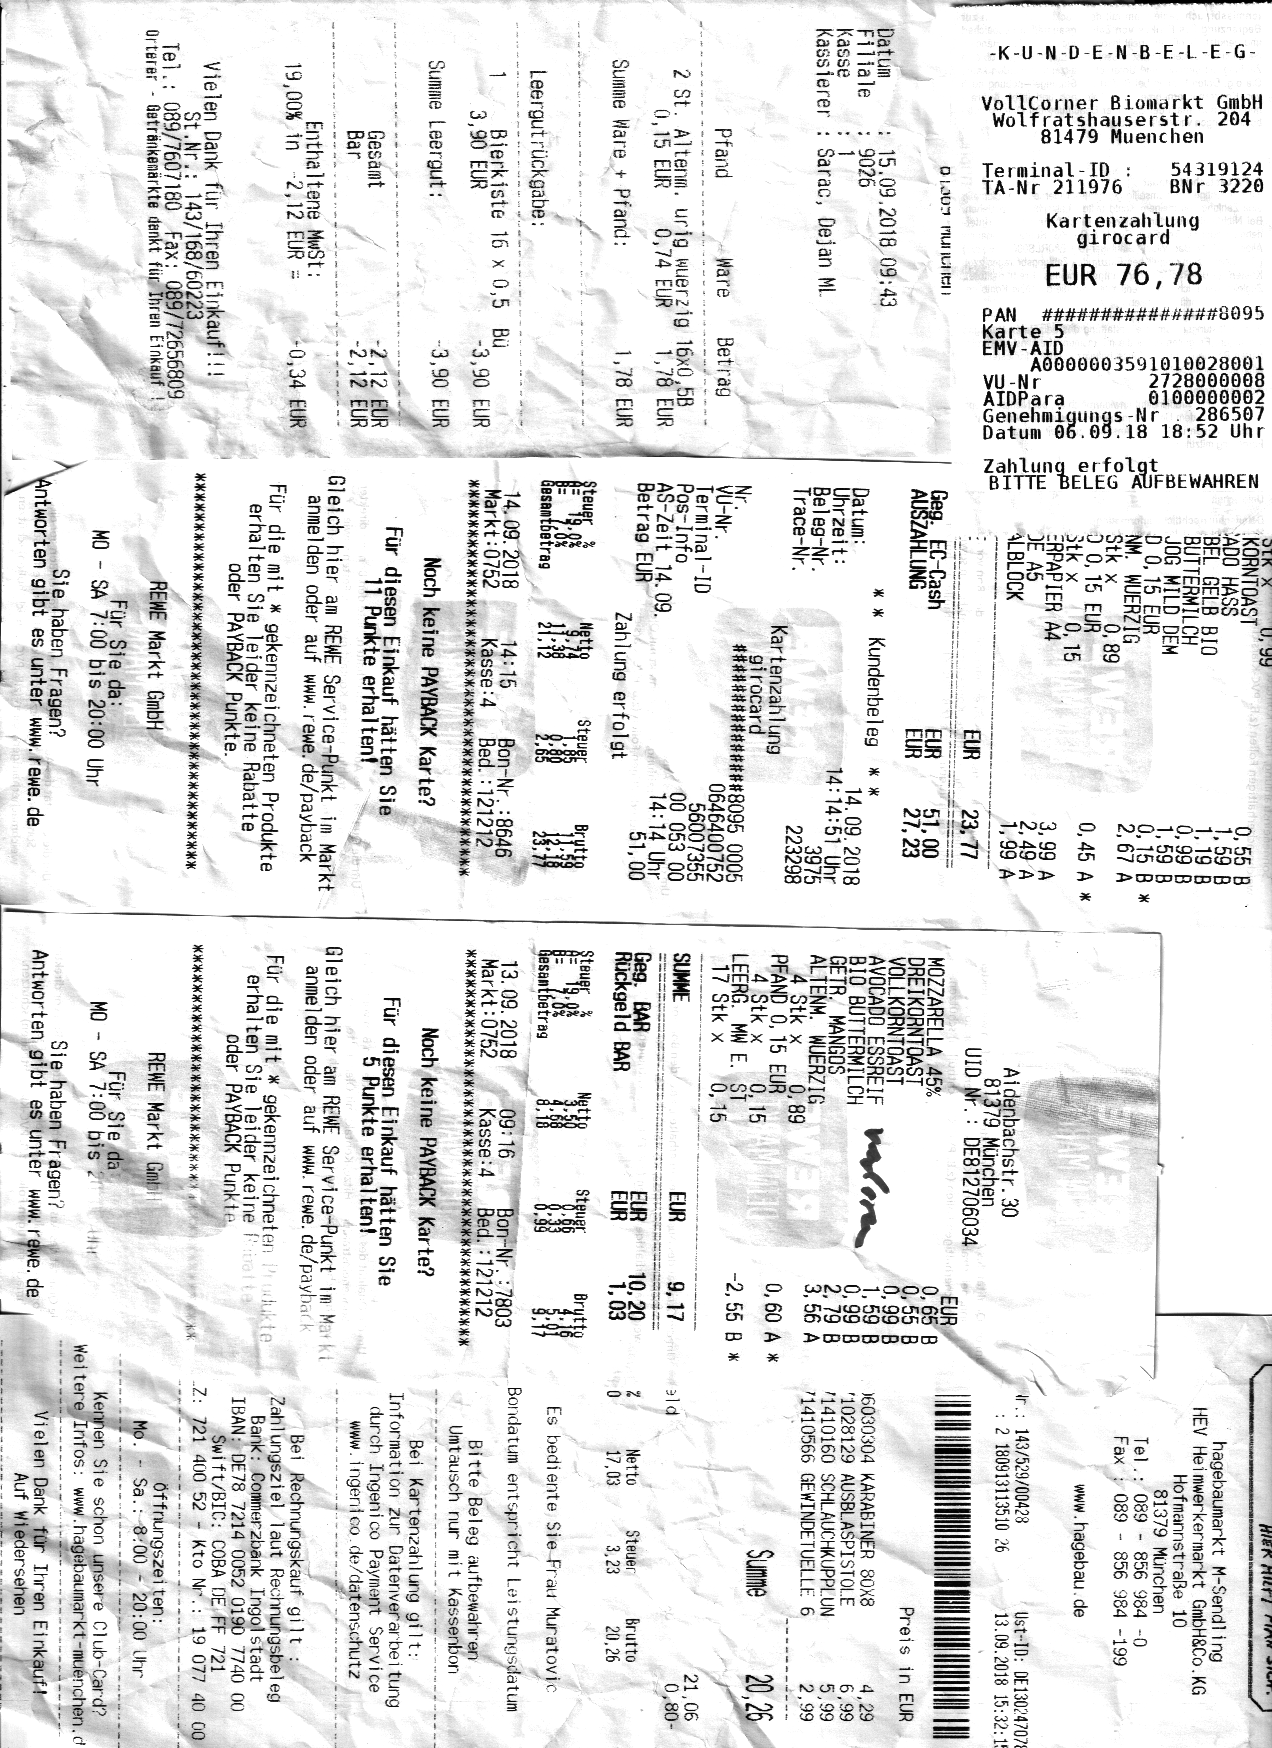 -K-U-N-D-E-N-B-E-L-E-G-
VollCorner Biomarkt GmbH
Wolfratshauserstr. 204
81479 Muenchen
Terminal-ID : 54319124
TA-Nr 211976 BNr 3220
Kartenzahlung
girocard
EUR 76,78
PAN ###############8095
Karte 5
EMV-AID
A0000003591010028001
VU-Nr 2728000008
AIDPara 0100000002
Genehmigungs-Nr 286507
Datum 06.09.18 18:52 Uhr
Zahlung erfolgt
BITTE BELEG AUFBEWAHREN
Datum : 15.09.2018 09:43
Filiale : 9026
Kasse : 1
Kassierer : Sarac, Dejan ML
Pfand Ware Betrag
2 St. Altenm. urig wuerzig 16x0,5B
0,15 EUR 0,74 EUR 1,78 EUR
Summe Ware + Pfand: 1,78 EUR
Leergutrückgabe:
1 Bierkiste 16 x 0,5 Bü
3,90 EUR -3,90 EUR
Summe Leergut: -3,90 EUR
Gesamt -2,12 EUR
Bar -2,12 EUR
Enthaltene MwSt:
19,00% in -2,12 EUR = -0,34 EUR
Vielen Dank für Ihren Einkauf!!!
St.Nr.: 143/168/60223
Tel.: 089/7607180 Fax: 089/72656809
Orterer - Getränkemärkte dankt für Ihren Einkauf !
Stk x 0,99
KORNTOAST 0,55 B
ADO HASS 1,59 B
BEL GELB BIO 1,19 B
BUTTERMILCH 0,99 B
JOG MILD DEM 1,59 B
D 0,15 EUR 0,15 B *
NM. WUERZIG 2,67 A
Stk x 0,89
D 0,15 EUR 0,45 A *
Stk x 0,15
ERPAPIER A4 3,99 A
DE A5 2,49 A
ALBLOCK 1,99 A
EUR 23,77
Geg. EC-Cash EUR 51,00
AUSZAHLUNG EUR 27,23
* * Kundenbeleg * *
Datum: 14.09.2018
Uhrzeit: 14:14:51 Uhr
Beleg-Nr. 3975
Trace-Nr. 223298
Kartenzahlung
girocard
Nr. ##############8095 0005
VU-Nr. 0646400752
Terminal-ID 56007355
Pos-Info 00 053 00
AS-Zeit 14.09. 14:14 Uhr
Betrag EUR 51,00
Zahlung erfolgt
Steuer % Netto Steuer Brutto
A= 19,0% 9,74 1,85 11,59
B= 7,0% 11,38 0,80 12,18
Gesamtbetrag 21,12 2,65 23,77
14.09.2018 14:15 Bon-Nr.:8646
Markt:0752 Kasse:4 Bed.:121212
Noch keine PAYBACK Karte?
Für diesen Einkauf hätten Sie
11 Punkte erhalten!
Gleich hier am REWE Service-Punkt im Markt
anmelden oder auf www.rewe.de/payback
Für die mit * gekennzeichneten Produkte
erhalten Sie leider keine Rabatte
oder PAYBACK Punkte.
REWE Markt GmbH
Für Sie da:
MO - SA 7:00 bis 20:00 Uhr
Sie haben Fragen?
Antworten gibt es unter www.rewe.de
Aidenbachstr. 30
81379 München
UID Nr.: DE812706034
EUR
MOZZARELLA 45% 0,65 B
DREIKORNTOAST 0,55 B
VOLLKORNTOAST 0,99 B
AVOCADO ESSREIF 1,59 B
BIO BUTTERMILCH 0,99 B
GETR. MANGOS 2,79 B
ALTENM. WUERZIG 3,56 A
4 Stk x 0,89
PFAND 0,15 EUR 0,60 A *
4 Stk x 0,15
LEERG. MW E. ST -2,55 B *
17 Stk x 0,15
SUMME EUR 9,17
Geg. BAR EUR 10,20
Rückgeld BAR EUR 1,03
Steuer % Netto Steuer Brutto
A= 19,0% 3,50 0,66 4,16
B= 7,0% 4,68 0,33 5,01
Gesamtbetrag 8,18 0,99 9,17
13.09.2018 09:16 Bon-Nr.:7803
Markt:0752 Kasse:4 Bed.:121212
Noch keine PAYBACK Karte?
Für diesen Einkauf hätten Sie
5 Punkte erhalten!
Gleich hier am REWE Service-Punkt im Markt
anmelden oder auf www.rewe.de/payback
Für die mit * gekennzeichneten Produkte
erhalten Sie leider keine
oder PAYBACK Punkte
REWE Markt GmbH
Für Sie da
MO - SA 7:00 bis 2 Uhr
Sie haben Fragen?
Antworten gibt es unter www.rewe.de
HIER HILFT MAN SICH.
hagebaumarkt M-Sendling
HEV Heimwerkermarkt GmbH&Co.KG
Hofmannstraße 10
81379 München
Tel.: 089 - 856 984 -0
Fax : 089 - 856 984 -199
www.hagebau.de
Nr.: 143/529/00428 Ust-ID: DE13024707
: 2 180913113510 26 13.09.2018 15:32:15
Preis in EUR
06030304 KARABINER 80X8 4,29
71028129 AUSBLASPISTOLE 6,99
71410160 SCHLAUCHKUPPLUN 5,99
71410566 GEWINDETUELLE 6 2,99
Summe 20,26
21,06
eld 0,80-
% Netto Steuer Brutto
0 17,03 3,23 20,26
Es bediente Sie Frau Muratovic
Bondatum entspricht Leistungsdatum
Bitte Beleg aufbewahren
Umtausch nur mit Kassenbon
Bei Kartenzahlung gilt:
Information zur Datenverarbeitung
durch Ingenico Payment Service
www.ingenico.de/datenschutz
Bei Rechnungskauf gilt :
Zahlungsziel laut Rechnungsbeleg
Bank: Commerzbank Ingolstadt
IBAN: DE78 7214 0052 0190 7740 00
Swift/BIC: COBA DE FF 721
Z: 721 400 52 - Kto Nr.: 19 077 40 00
Öffnungszeiten:
Mo. - Sa.: 8:00 - 20:00 Uhr
Kennen Sie schon unsere Club-Card?
Weitere Infos: www.hagebaumarkt-muenchen.d
Vielen Dank für Ihren Einkauf!
Auf Wiedersehen